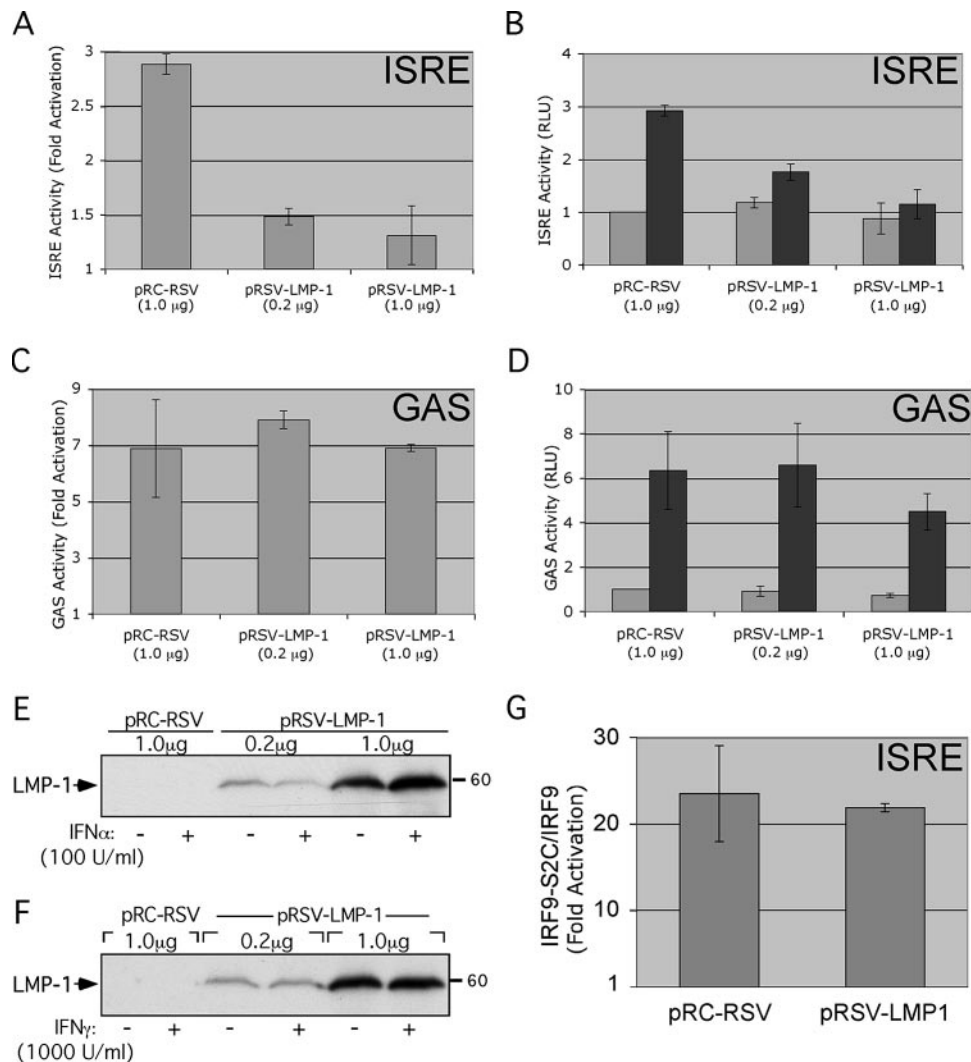 A
ISRE
ISRE Activity (Fold Activation)
3
2.5
2
1.5
1
pRC-RSV
(1.0 μg)
pRSV-LMP-1
(0.2 μg)
pRSV-LMP-1
(1.0 μg)
B
ISRE
ISRE Activity (RLU)
4
3
2
1
0
pRC-RSV
(1.0 μg)
pRSV-LMP-1
(0.2 μg)
pRSV-LMP-1
(1.0 μg)
C
GAS
GAS Activity (Fold Activation)
9
7
5
3
1
pRC-RSV
(1.0 μg)
pRSV-LMP-1
(0.2 μg)
pRSV-LMP-1
(1.0 μg)
D
GAS
GAS Activity (RLU)
10
8
6
4
2
0
pRC-RSV
(1.0 μg)
pRSV-LMP-1
(0.2 μg)
pRSV-LMP-1
(1.0 μg)
E
pRC-RSV pRSV-LMP-1
1.0μg 0.2μg 1.0μg
LMP-1 60
IFNα: - + - + - +
(100 U/ml)
F
pRC-RSV pRSV-LMP-1
1.0μg 0.2μg 1.0μg
LMP-1 60
IFNγ: - + - + - +
(1000 U/ml)
G
ISRE
IRF9-S2C/IRF9
(Fold Activation)
30
20
10
1
pRC-RSV
pRSV-LMP1